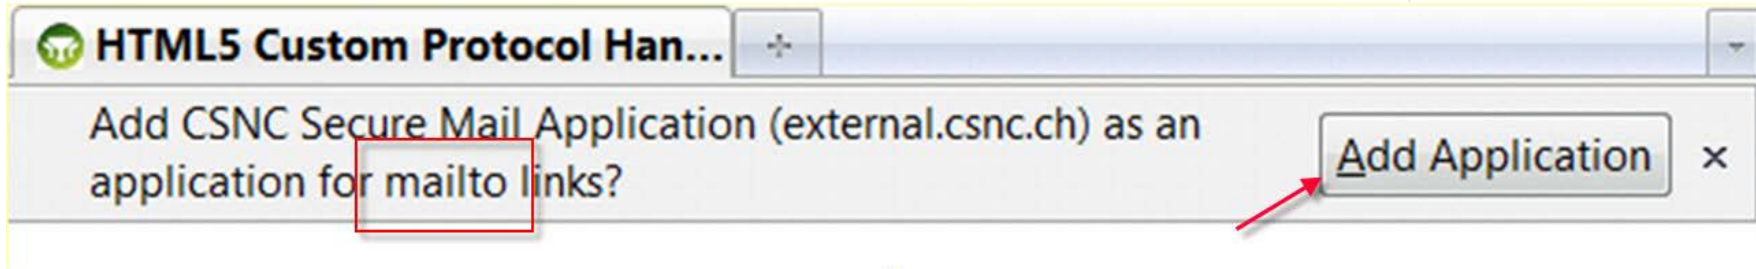 HTML5 Custom Protocol Han...
Add CSNC Secure Mail Application (external.csnc.ch) as an
application for mailto links?
Add Application